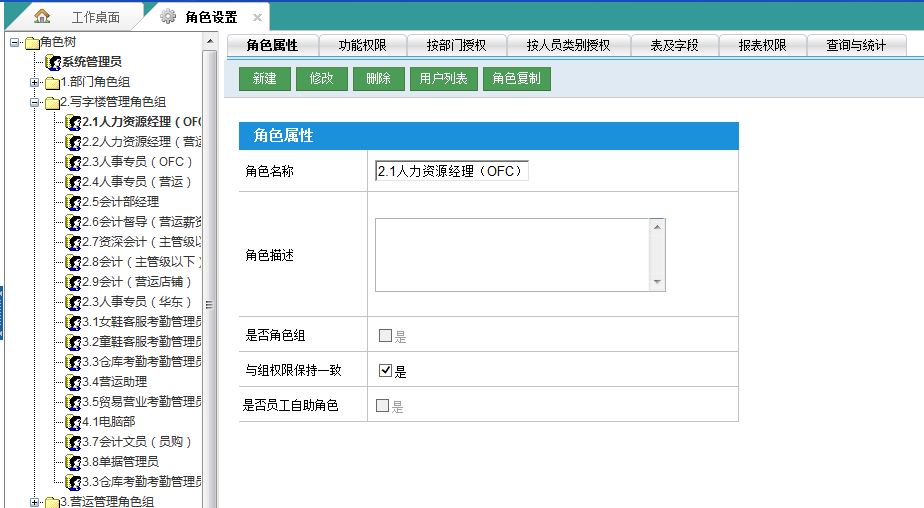 工作桌面
角色设置
角色树
系统管理员
1.部门角色组
2.写字楼管理角色组
2.1人力资源经理（OFC
2.2人力资源经理（营运
2.3人事专员（OFC）
2.4人事专员（营运）
2.5会计部经理
2.6会计督导（营运薪资
2.7资深会计（主管级以
2.8会计（主管级以下）
2.9会计（营运店铺）
2.3人事专员（华东）
3.1女鞋客服考勤管理员
3.2童鞋客服考勤管理员
3.3仓库考勤考勤管理员
3.4营运助理
3.5贸易营业考勤管理员
4.1电脑部
3.7会计文员（员购）
3.8单据管理员
3.3仓库考勤考勤管理员
3.营运管理角色组
角色属性
功能权限
按部门授权
按人员类别授权
表及字段
报表权限
查询与统计
新建
修改
删除
用户列表
角色复制
角色属性
角色名称
2.1人力资源经理（OFC）
角色描述
是否角色组
是
与组权限保持一致
是
是否员工自助角色
是